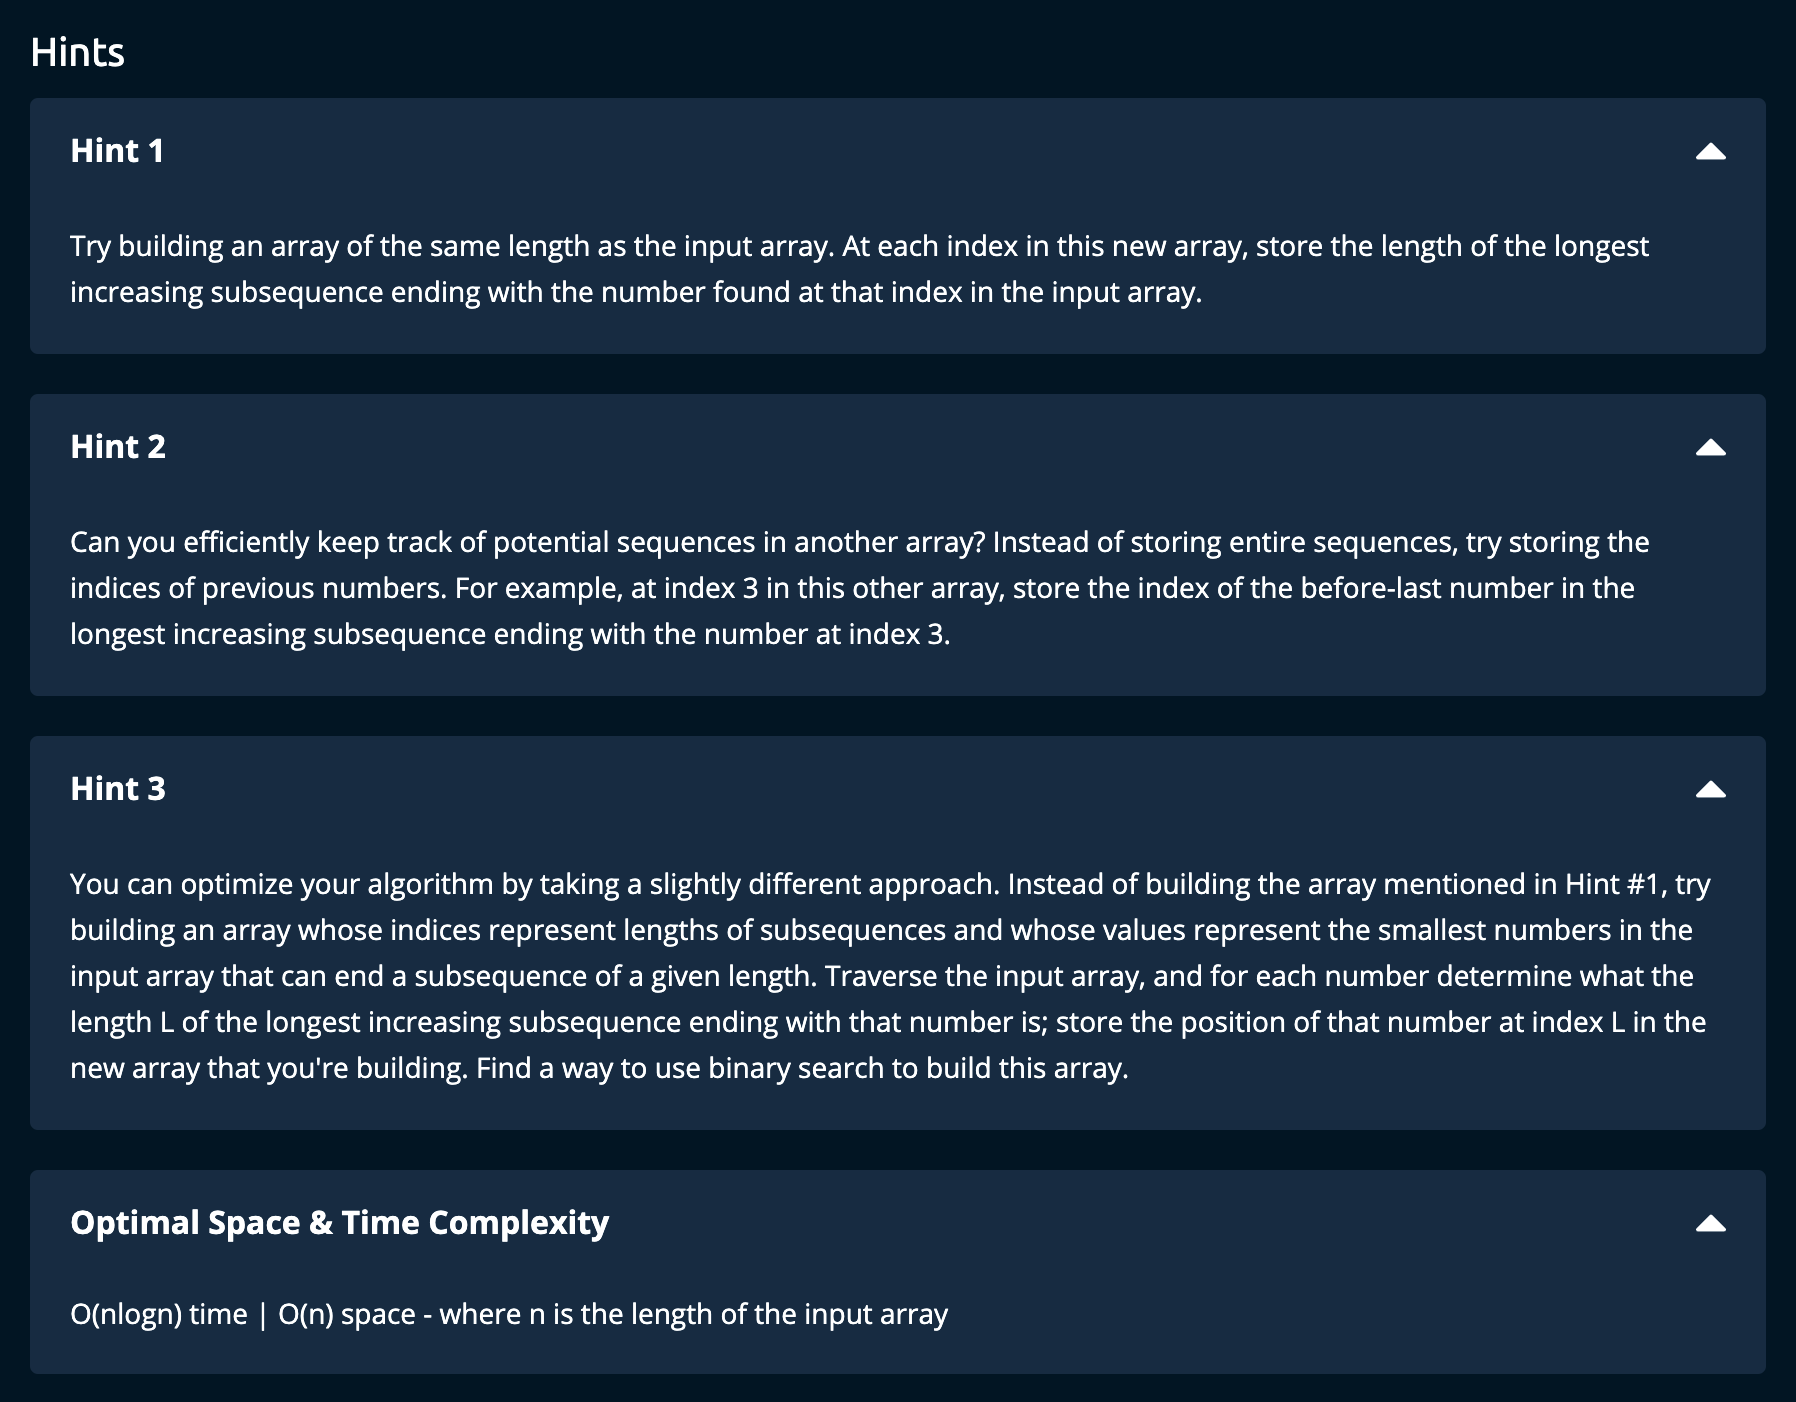 Hints
Hint 1
Try building an array of the same length as the input array. At each index in this new array, store the length of the longest
increasing subsequence ending with the number found at that index in the input array.
Hint 2
Can you efficiently keep track of potential sequences in another array? Instead of storing entire sequences, try storing the
indices of previous numbers. For example, at index 3 in this other array, store the index of the before-last number in the
longest increasing subsequence ending with the number at index 3.
Hint 3
You can optimize your algorithm by taking a slightly different approach. Instead of building the array mentioned in Hint #1, try
building an array whose indices represent lengths of subsequences and whose values represent the smallest numbers in the
input array that can end a subsequence of a given length. Traverse the input array, and for each number determine what the
length L of the longest increasing subsequence ending with that number is; store the position of that number at index L in the
new array that you're building. Find a way to use binary search to build this array.
Optimal Space & Time Complexity
O(nlogn) time | O(n) space - where n is the length of the input array